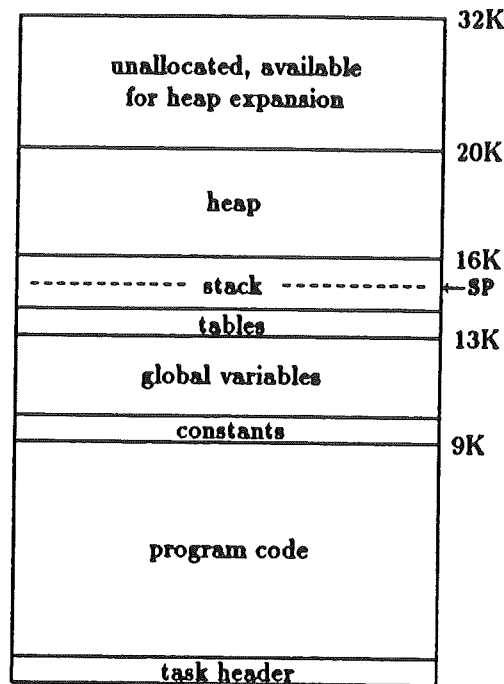 32K
unallocated, available
for heap expansion
20K
heap
16K
stack
SP
tables
13K
global variables
constants
9K
program code
task header